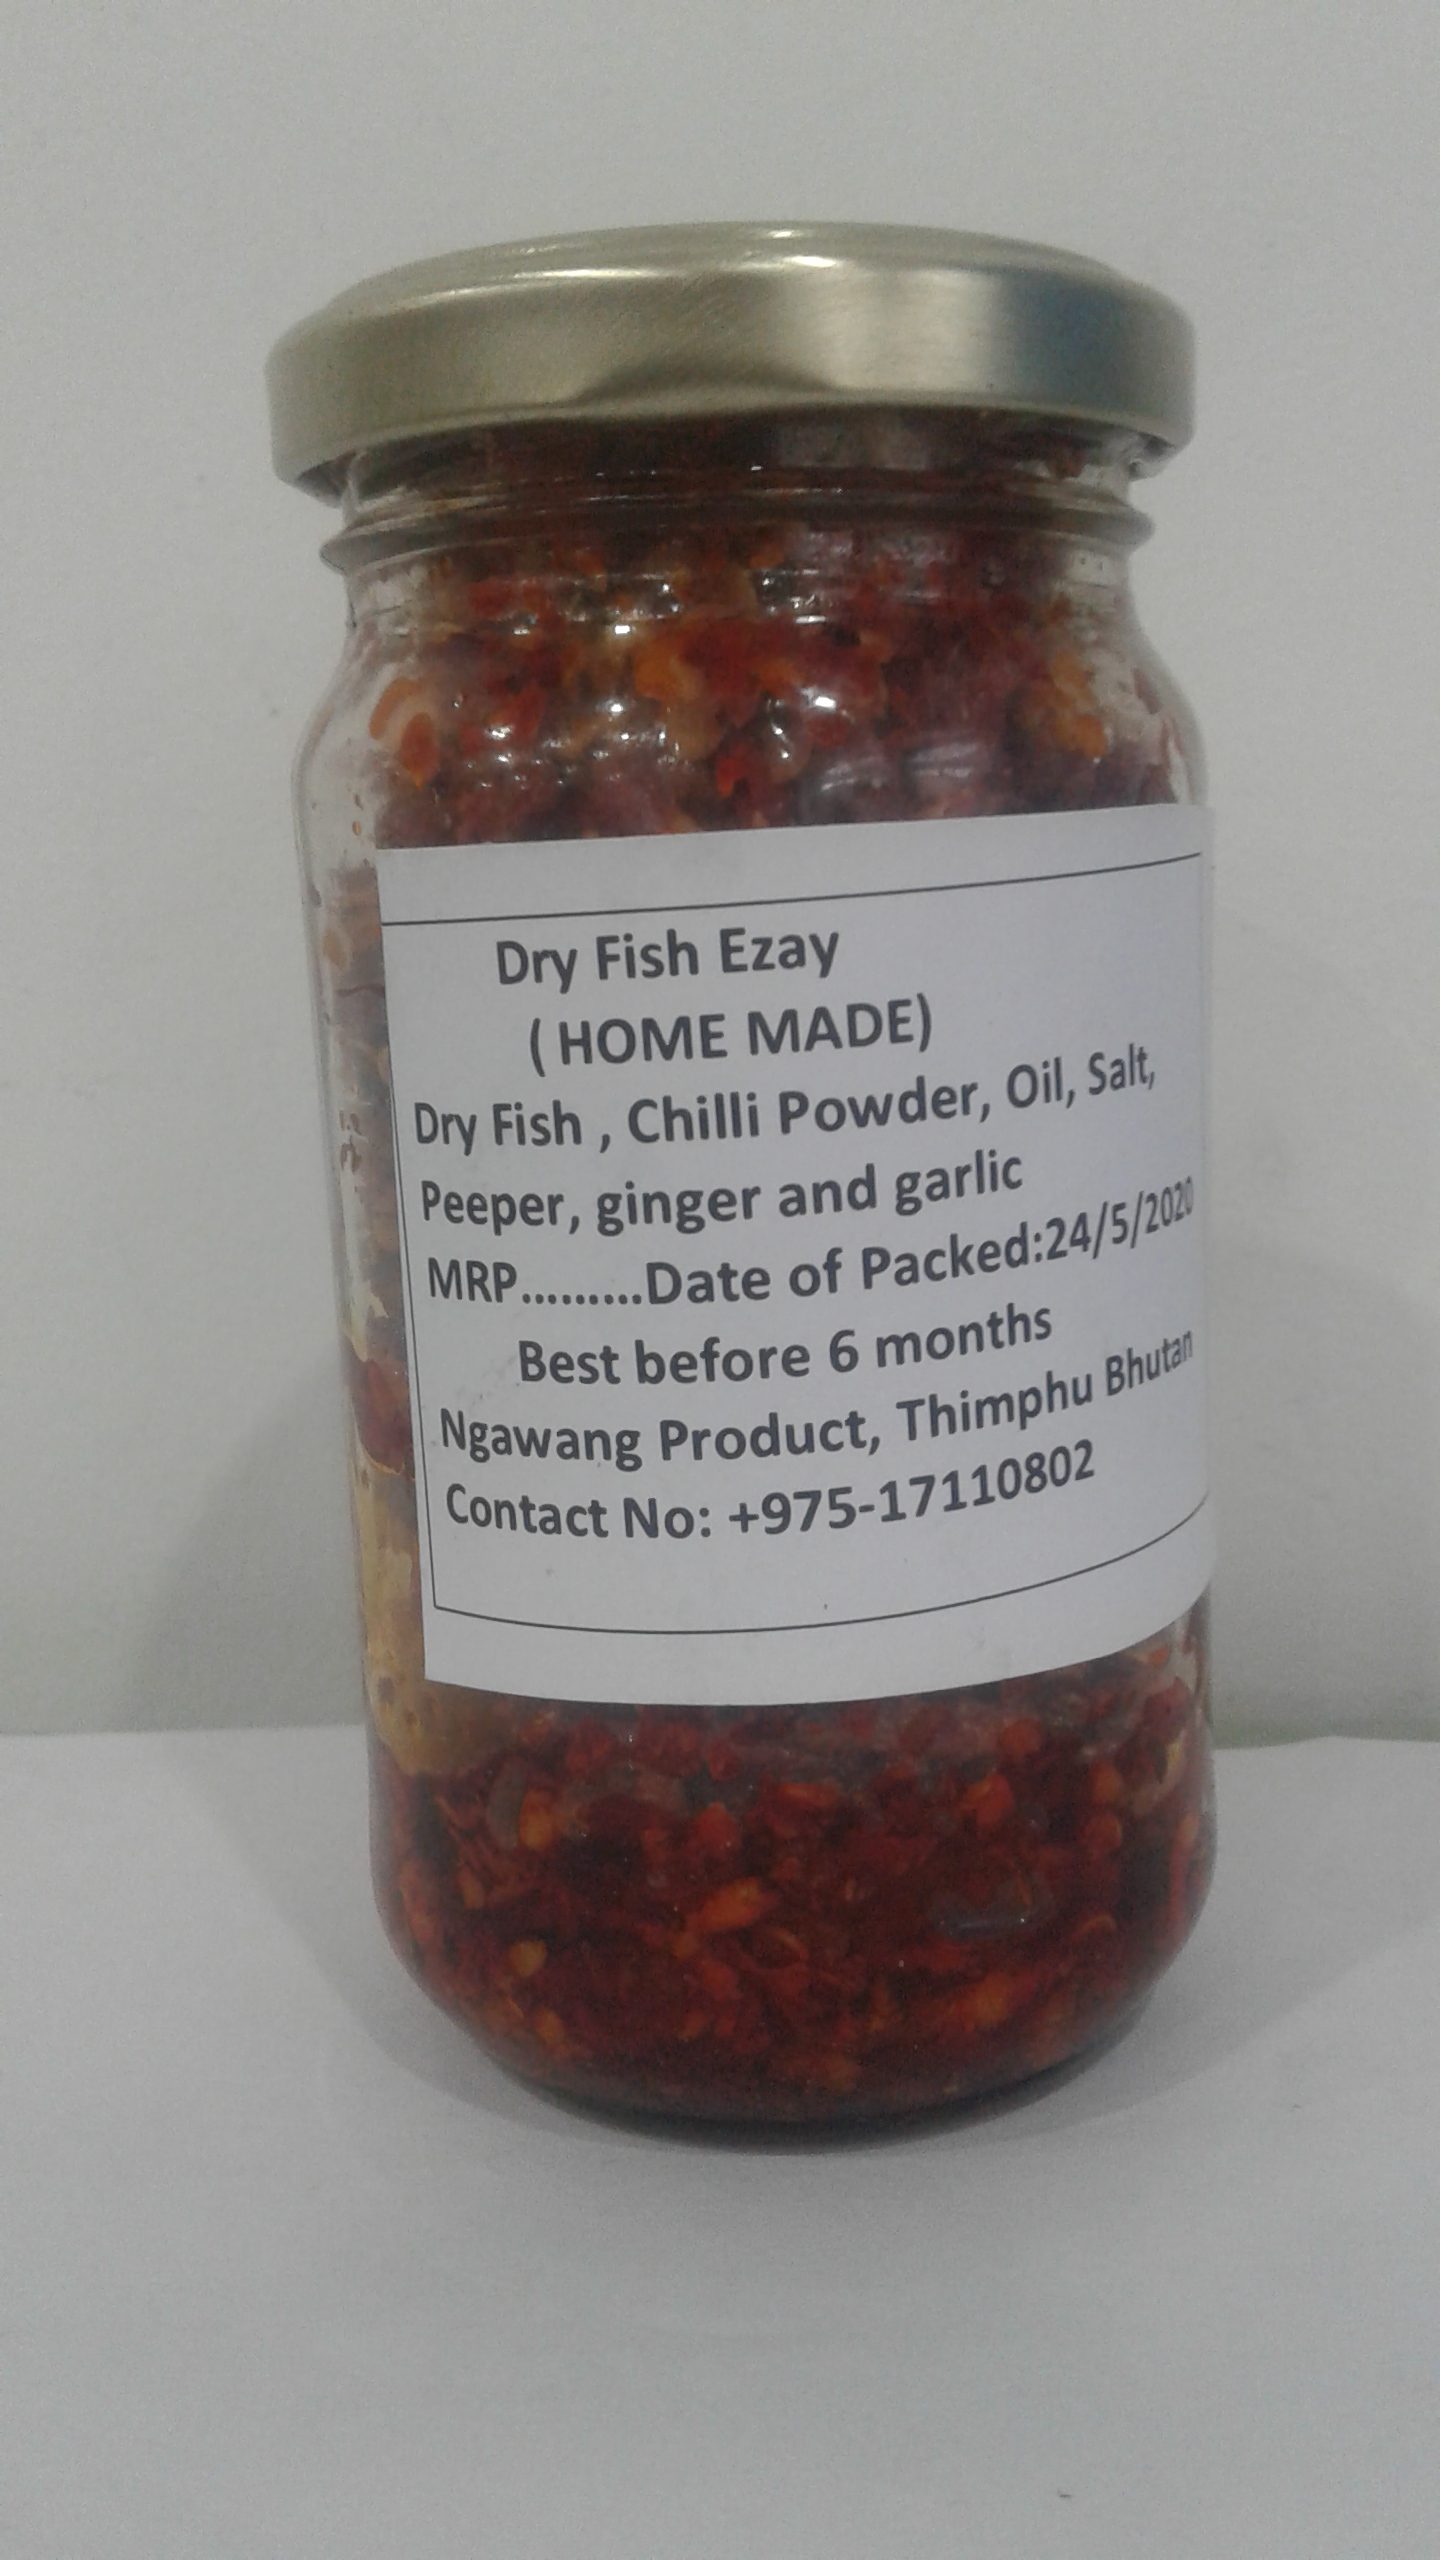 Dry Fish Ezay
( HOME MADE)
Dry Fish , Chilli Powder, Oil, Salt,
Peeper, ginger and garlic
MRP.........Date of Packed:24/5/2020
Best before 6 months
Ngawang Product, Thimphu Bhutan
Contact No: +975-17110802